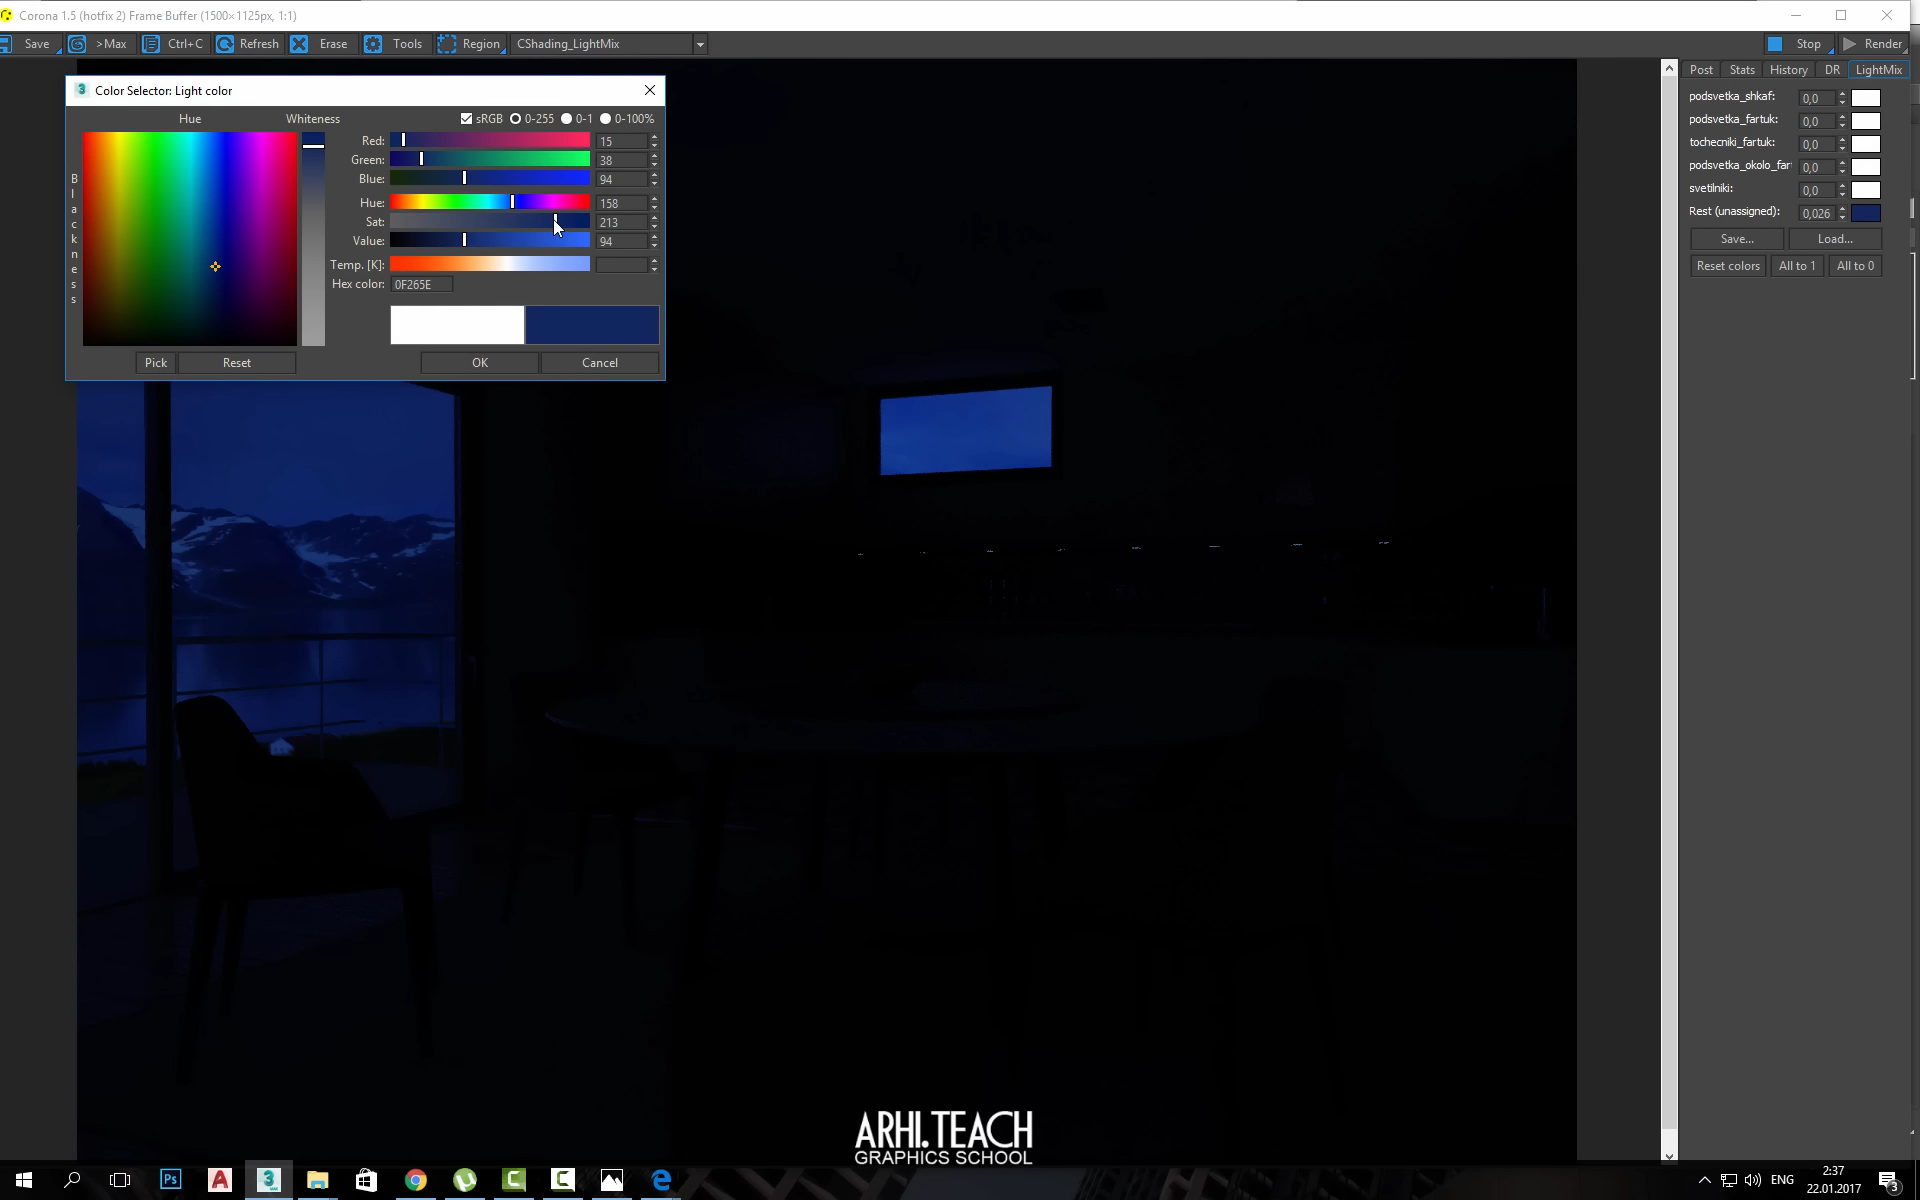 Corona 1.5 (hotfix 2) Frame Buffer (1500×1125px, 1:1)
Save >Max Ctrl+C Refresh Erase Tools Region CShading_LightMix Stop Render
Post Stats History DR LightMix
podsvetka_shkaf: 0,0
podsvetka_fartuk: 0,0
tochecniki_fartuk: 0,0
podsvetka_okolo_far 0,0
svetilniki: 0,0
Rest (unassigned): 0,026
Save... Load...
Reset colors All to 1 All to 0
Color Selector: Light color
Hue Whiteness sRGB 0-255 0-1 0-100%
Blackness
Red: 15
Green: 38
Blue: 94
Hue: 158
Sat: 213
Value: 94
Temp. [K]:
Hex color: 0F265E
Pick Reset OK Cancel
ARHI.TEACH
GRAPHICS SCHOOL
Ps A 3 MAX C C e
ENG
2:37
22.01.2017
3